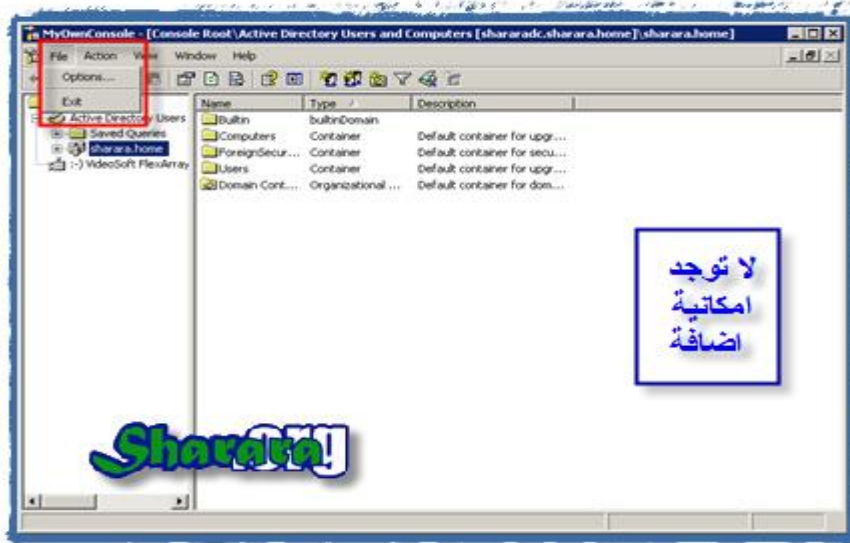 MyOwnConsole - [Console Root\Active Directory Users and Computers [shararadc.sharara.home]\sharara.home]
File Action View Window Help
Options...
Exit
Active Directory Users
Saved Queries
sharara.home
:-) VideoSoft FlexArray
Name Type Description
Builtin builtinDomain
Computers Container Default container for upgr...
ForeignSecur... Container Default container for secu...
Users Container Default container for upgr...
Domain Cont... Organizational ... Default container for dom...
لا توجد
امكانية
اضافة
Sharara.org